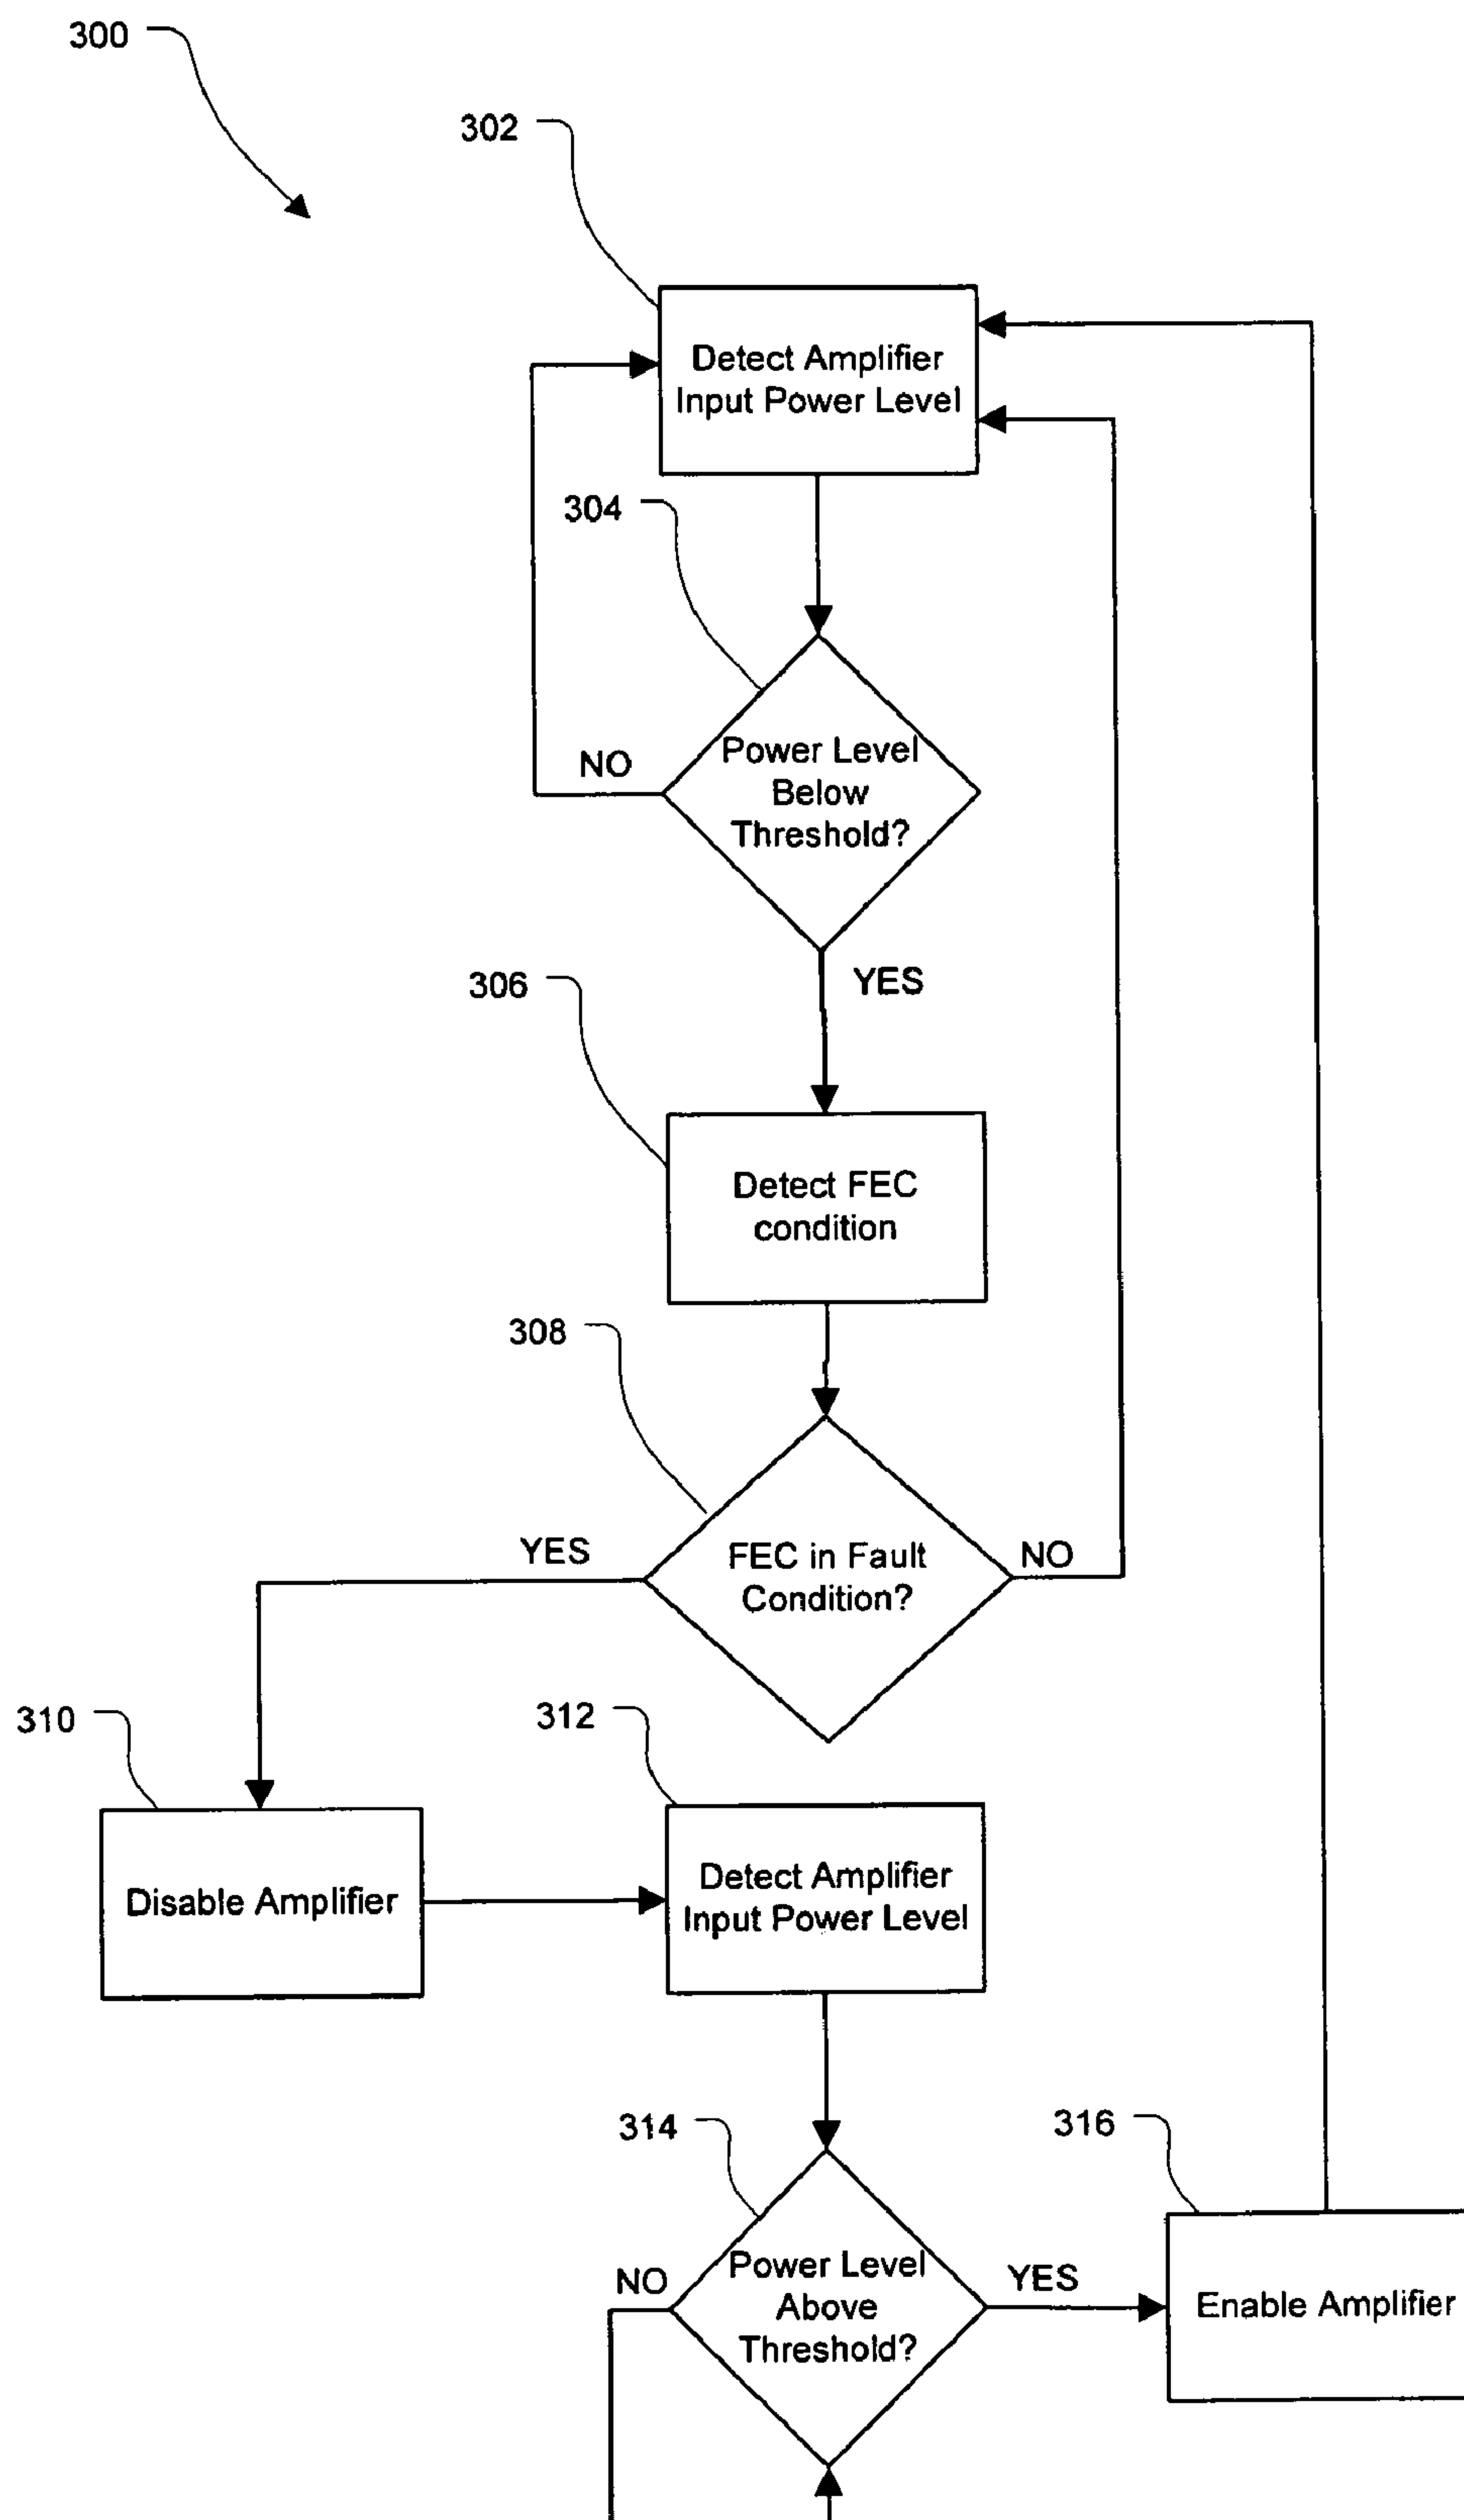 300
302
Detect Amplifier
Input Power Level
304
Power Level
Below
Threshold?
NO
YES
306
Detect FEC
condition
308
YES
FEC in Fault
Condition?
NO
310
312
Disable Amplifier
Detect Amplifier
Input Power Level
314
316
NO
Power Level
Above
Threshold?
YES
Enable Amplifier